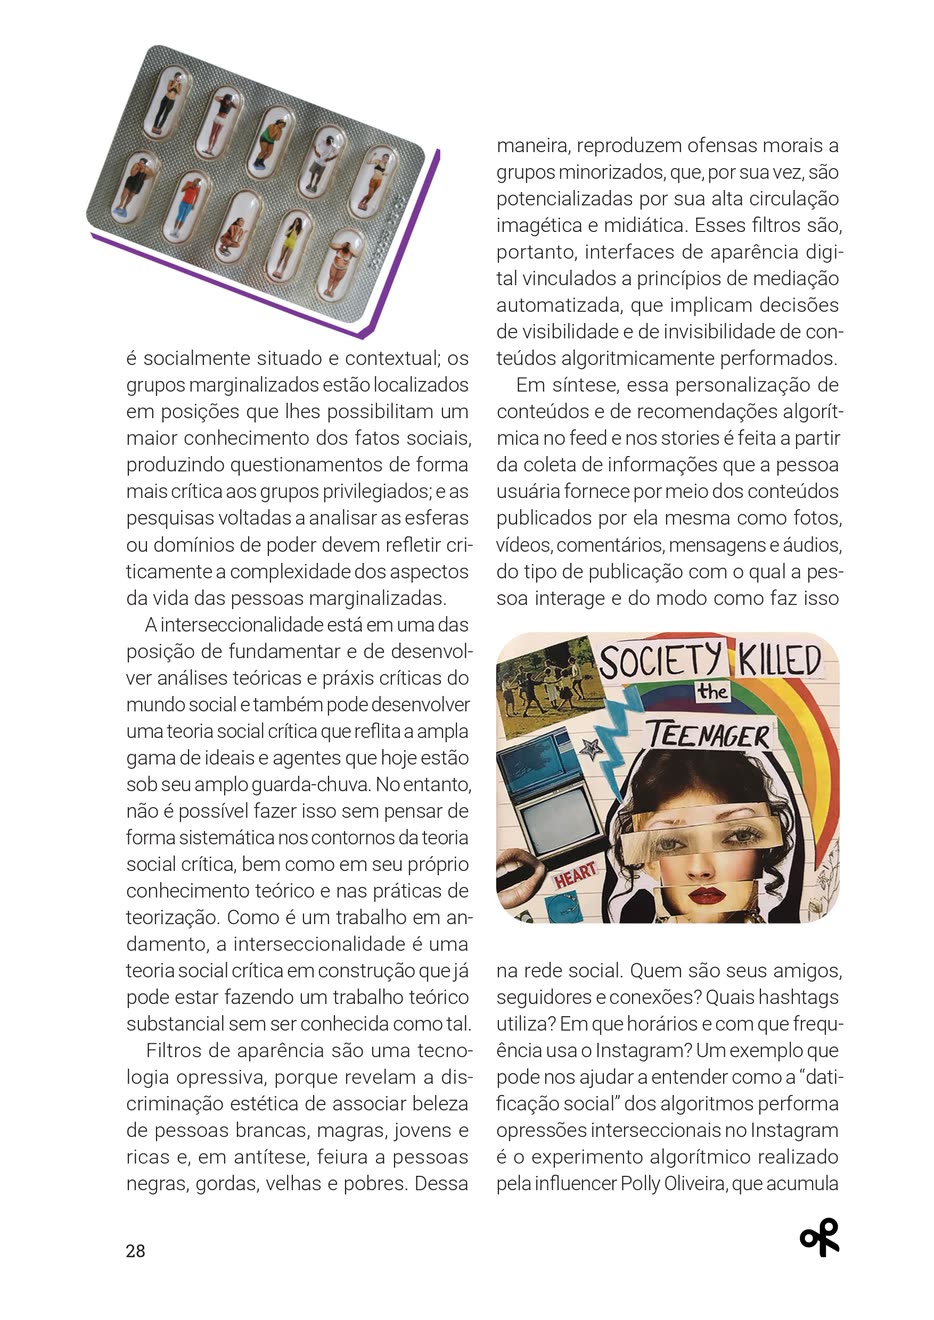 é socialmente situado e contextual; os
grupos marginalizados estão localizados
em posições que lhes possibilitam um
maior conhecimento dos fatos sociais,
produzindo questionamentos de forma
mais crítica aos grupos privilegiados; e as
pesquisas voltadas a analisar as esferas
ou domínios de poder devem refletir cri-
ticamente a complexidade dos aspectos
da vida das pessoas marginalizadas.
A interseccionalidade está em uma das
posição de fundamentar e de desenvol-
ver análises teóricas e práxis críticas do
mundo social e também pode desenvolver
uma teoria social crítica que reflita a ampla
gama de ideais e agentes que hoje estão
sob seu amplo guarda-chuva. No entanto,
não é possível fazer isso sem pensar de
forma sistemática nos contornos da teoria
social crítica, bem como em seu próprio
conhecimento teórico e nas práticas de
teorização. Como é um trabalho em an-
damento, a interseccionalidade é uma
teoria social crítica em construção que já
pode estar fazendo um trabalho teórico
substancial sem ser conhecida como tal.
Filtros de aparência são uma tecno-
logia opressiva, porque revelam a dis-
criminação estética de associar beleza
de pessoas brancas, magras, jovens e
ricas e, em antítese, feiura a pessoas
negras, gordas, velhas e pobres. Dessa
maneira, reproduzem ofensas morais a
grupos minorizados, que, por sua vez, são
potencializadas por sua alta circulação
imagética e midiática. Esses filtros são,
portanto, interfaces de aparência digi-
tal vinculados a princípios de mediação
automatizada, que implicam decisões
de visibilidade e de invisibilidade de con-
teúdos algoritmicamente performados.
Em síntese, essa personalização de
conteúdos e de recomendações algorít-
mica no feed e nos stories é feita a partir
da coleta de informações que a pessoa
usuária fornece por meio dos conteúdos
publicados por ela mesma como fotos,
vídeos, comentários, mensagens e áudios,
do tipo de publicação com o qual a pes-
soa interage e do modo como faz isso
SOCIETY KILLED
the
TEENAGER
HEART
na rede social. Quem são seus amigos,
seguidores e conexões? Quais hashtags
utiliza? Em que horários e com que frequ-
ência usa o Instagram? Um exemplo que
pode nos ajudar a entender como a “dati-
ficação social” dos algoritmos performa
opressões interseccionais no Instagram
é o experimento algorítmico realizado
pela influencer Polly Oliveira, que acumula
28